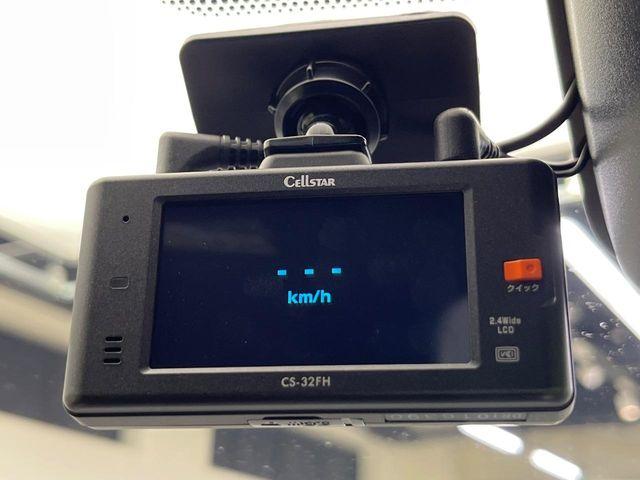 CELLSTAR
- - -
km/h
クイック
2.4Wide
LCD
CS-32FH